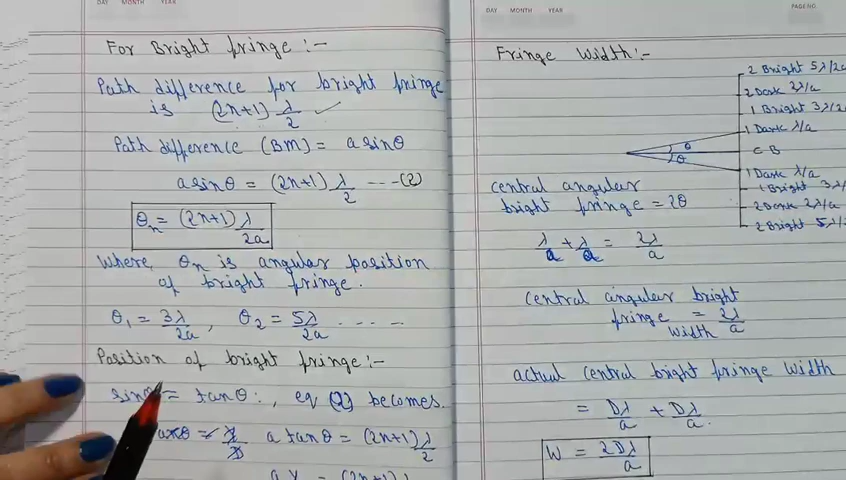 DAY MONTH YEAR
For Bright fringe :-
Path difference for bright fringe
is (2n+1) λ/2 ✓
Path difference (BM) = a sinθ
a sinθ = (2n+1) λ/2 ---(2)
θn = (2n+1) λ/2a
Where, θn is angular position
of bright fringe.
θ1 = 3λ/2a , θ2 = 5λ/2a . . . .
Position of bright fringe :-
sinθ = tanθ :, eq (2) becomes.
a tanθ = (2n+1) λ/2
DAY MONTH YEAR
PAGE NO.
Fringe Width :-
2 Bright 5λ/2a
2 Dark 2λ/a
1 Bright 3λ/2
1 Dark λ/a
θ
C B
θ
1 Dark λ/a
1 Bright 3λ/
2 Dark 2λ/a
2 Bright 5λ/
central angular
bright fringe = 2θ
λ/a + λ/a = 2λ/a
central angular bright
fringe = 2λ/a
width
actual central bright fringe width
= Dλ/a + Dλ/a.
W = 2Dλ/a